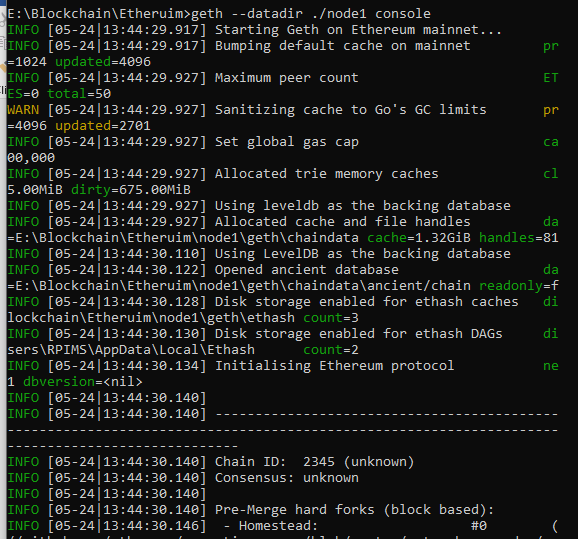 E:\Blockchain\Etheruim>geth --datadir ./node1 console
INFO [05-24|13:44:29.917] Starting Geth on Ethereum mainnet...
INFO [05-24|13:44:29.917] Bumping default cache on mainnet pr
=1024 updated=4096
INFO [05-24|13:44:29.927] Maximum peer count ET
ES=0 total=50
WARN [05-24|13:44:29.927] Sanitizing cache to Go's GC limits pr
=4096 updated=2701
INFO [05-24|13:44:29.927] Set global gas cap ca
00,000
INFO [05-24|13:44:29.927] Allocated trie memory caches cl
5.00MiB dirty=675.00MiB
INFO [05-24|13:44:29.927] Using leveldb as the backing database
INFO [05-24|13:44:29.927] Allocated cache and file handles da
=E:\Blockchain\Etheruim\node1\geth\chaindata cache=1.32GiB handles=81
INFO [05-24|13:44:30.110] Using LevelDB as the backing database
INFO [05-24|13:44:30.122] Opened ancient database da
=E:\Blockchain\Etheruim\node1\geth\chaindata\ancient/chain readonly=f
INFO [05-24|13:44:30.128] Disk storage enabled for ethash caches di
lockchain\Etheruim\node1\geth\ethash count=3
INFO [05-24|13:44:30.130] Disk storage enabled for ethash DAGs di
sers\RPIMS\AppData\Local\Ethash count=2
INFO [05-24|13:44:30.134] Initialising Ethereum protocol ne
1 dbversion=<nil>
INFO [05-24|13:44:30.140]
INFO [05-24|13:44:30.140] -------------------------------------------
---------------------------------------------------------------------
-----------------------------
INFO [05-24|13:44:30.140] Chain ID:  2345 (unknown)
INFO [05-24|13:44:30.140] Consensus: unknown
INFO [05-24|13:44:30.140]
INFO [05-24|13:44:30.140] Pre-Merge hard forks (block based):
INFO [05-24|13:44:30.146]  - Homestead: #0 (